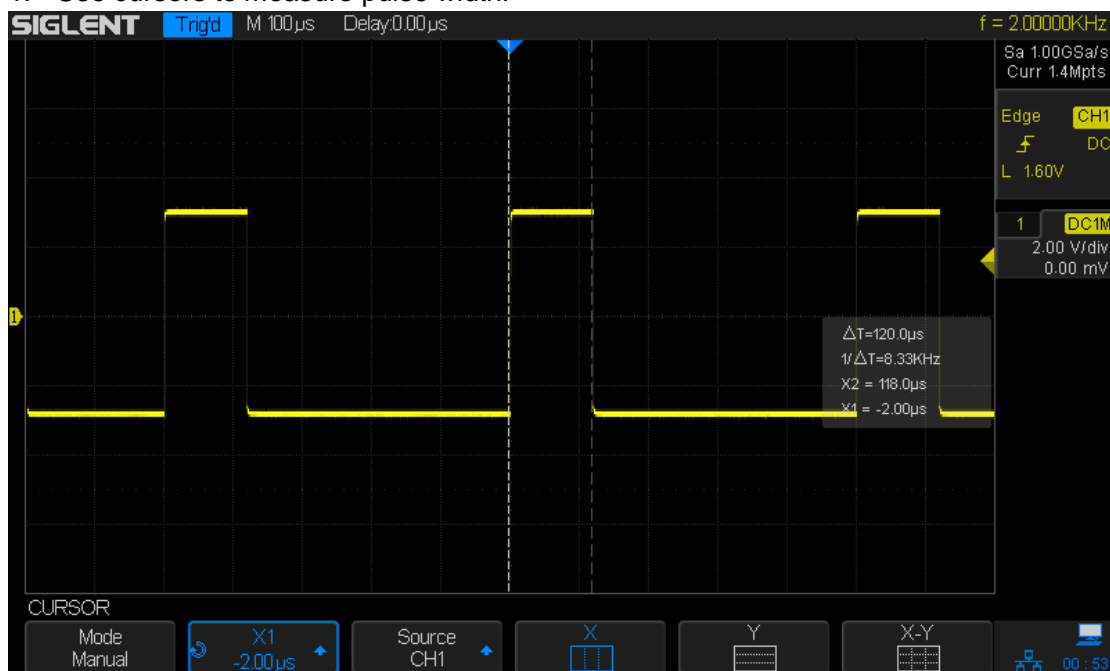 SIGLENT Trig'd M 100µs Delay:0.00µs f = 2.00000KHz
Sa 1.00GSa/s
Curr 1.4Mpts
Edge CH1
DC
L 1.60V
1 DC1M
2.00 V/div
0.00 mV
1
△T=120.0µs
1/△T=8.33KHz
X2 = 118.0µs
X1 = -2.00µs
CURSOR
Mode X1 Source X Y X-Y
Manual -2.00µs CH1 00:53